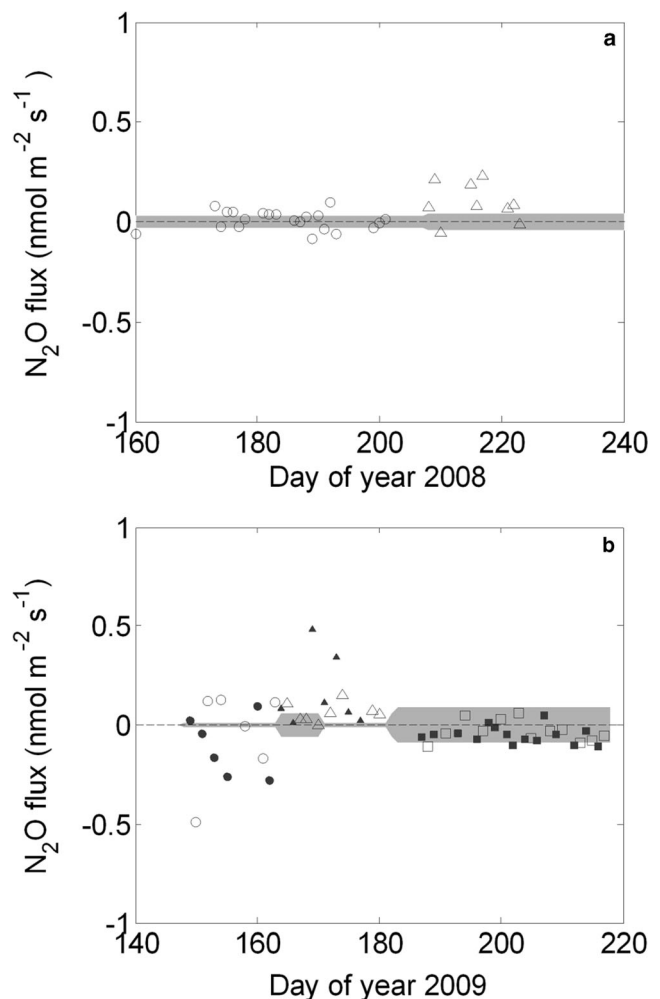 a
1
0.5
0
-0.5
-1
N₂O flux (nmol m⁻² s⁻¹)
160 180 200 220 240
Day of year 2008
b
1
0.5
0
-0.5
-1
N₂O flux (nmol m⁻² s⁻¹)
140 160 180 200 220
Day of year 2009